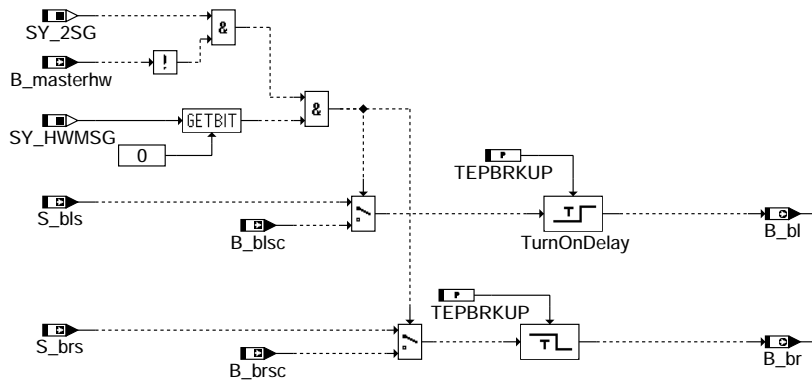 SY_2SG
&
B_masterhw
!
&
SY_HWMSG
GETBIT
0
P
TEPBRKUP
S_bls
B_blsc
T
TurnOnDelay
B_bl
P
TEPBRKUP
S_brs
B_brsc
T
B_br